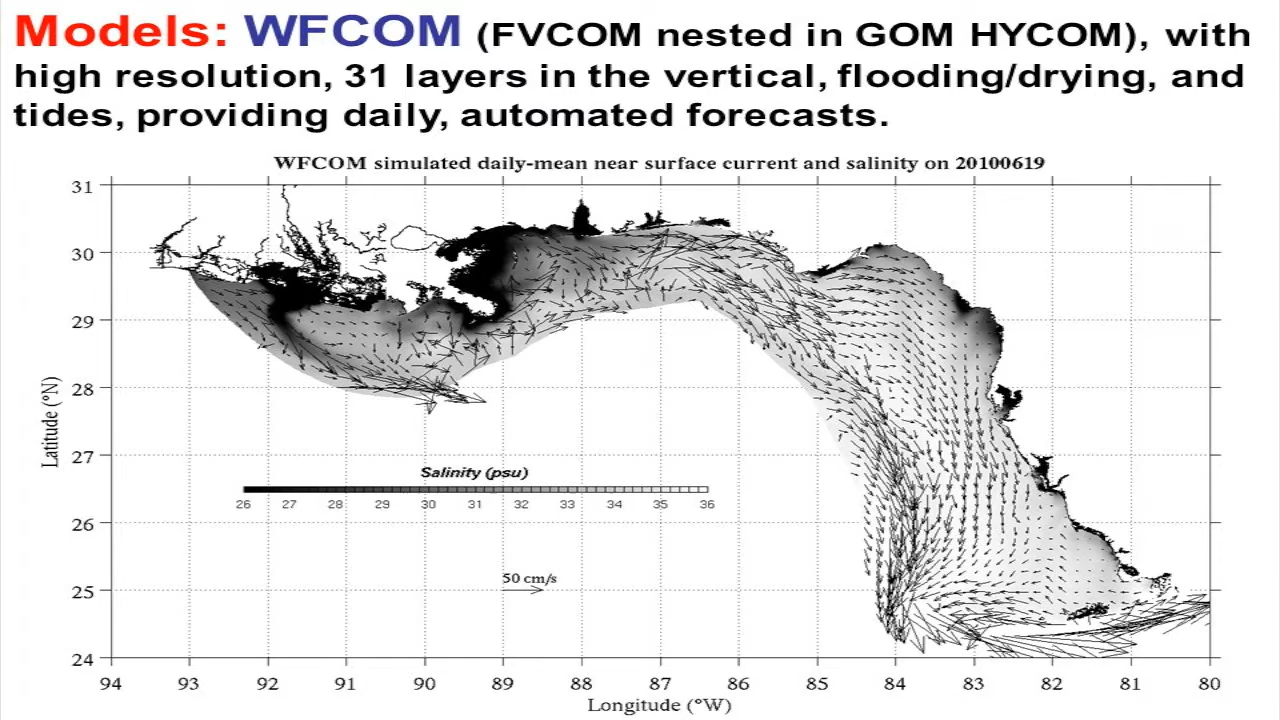 Models: WFCOM (FVCOM nested in GOM HYCOM), with
high resolution, 31 layers in the vertical, flooding/drying, and
tides, providing daily, automated forecasts.
WFCOM simulated daily-mean near surface current and salinity on 20100619
31
30
29
28
27
26
25
24
Latitude (°N)
Salinity (psu)
26 27 28 29 30 31 32 33 34 35 36
50 cm/s
94 93 92 91 90 89 88 87 86 85 84 83 82 81 80
Longitude (°W)